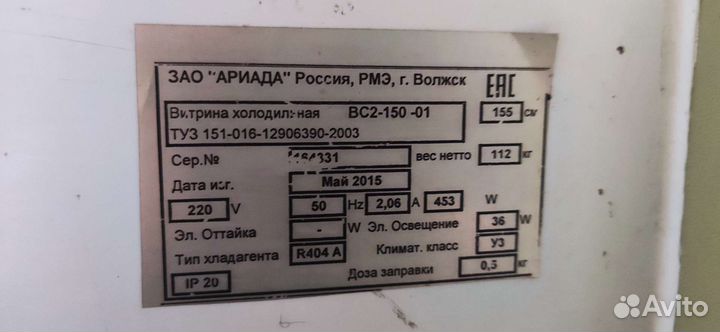 ЗАО "АРИАДА" Россия, РМЭ, г. Волжск EAC
Витрина холодильная ВС2-150 -01 155 см
ТУЗ 151-016-12906390-2003
Сер.№ вес нетто 112 кг
Дата изг. Май 2015
220 V 50 Hz 2,06 A 453 W
Эл. Оттайка - W Эл. Освещение 36 W
Тип хладагента R404 A Климат. класс У3
IP 20 Доза заправки 0,5 кг
Avito